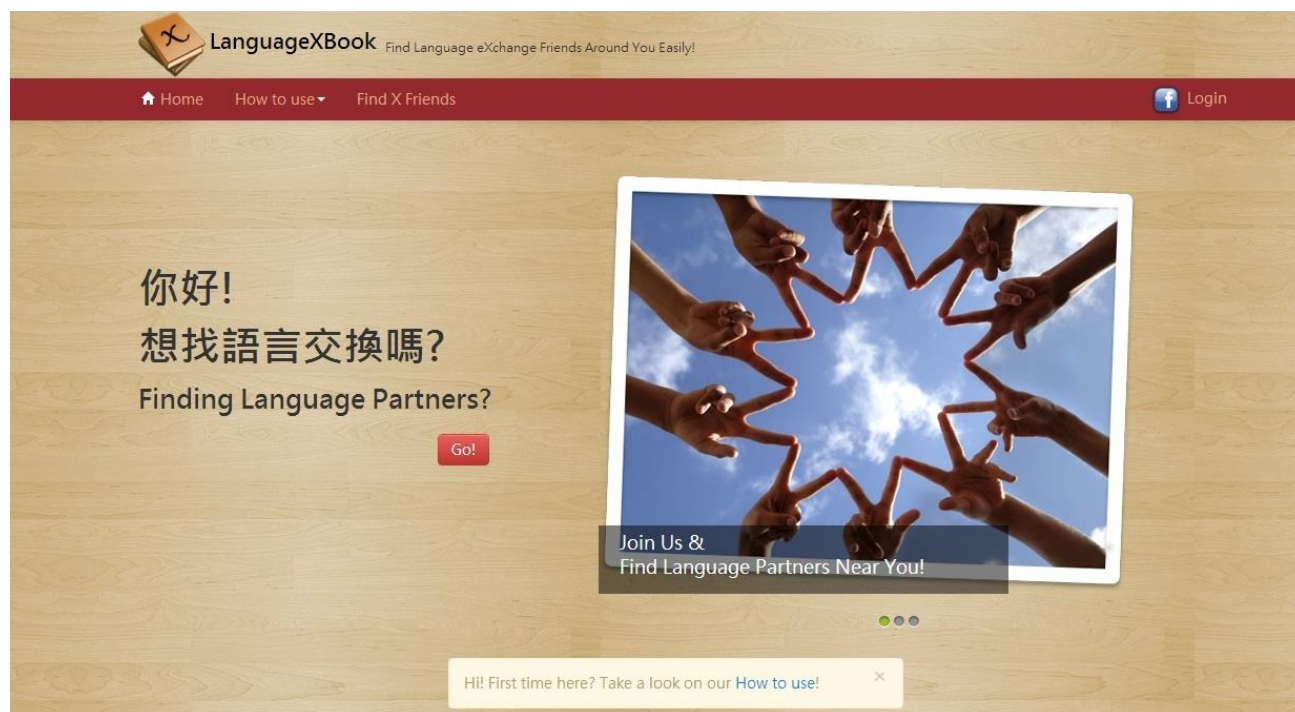 LanguageXBook Find Language eXchange Friends Around You Easily!
Home How to use Find X Friends Login
你好!
想找語言交換嗎?
Finding Language Partners?
Go!
Join Us &
Find Language Partners Near You!
Hi! First time here? Take a look on our How to use! ×